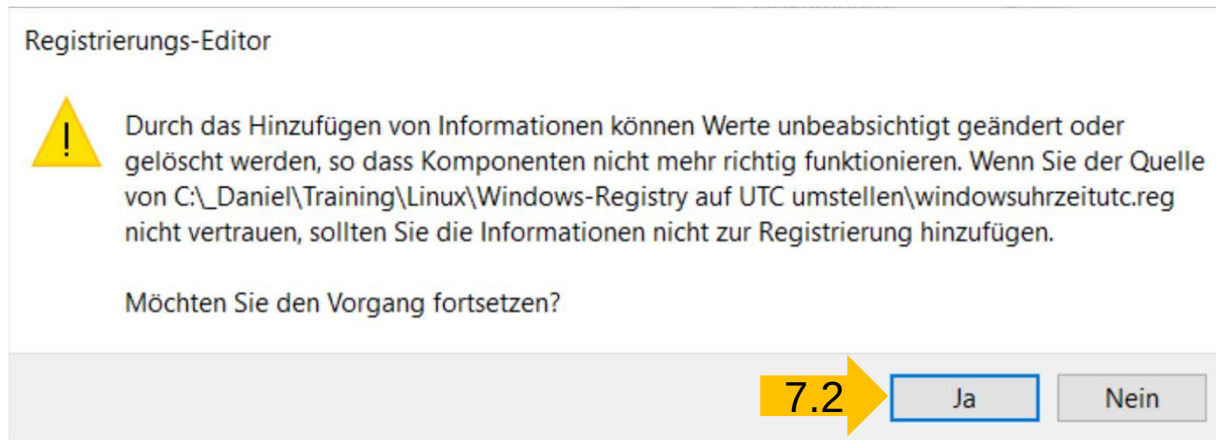 Registrierungs-Editor
!
Durch das Hinzufügen von Informationen können Werte unbeabsichtigt geändert oder
gelöscht werden, so dass Komponenten nicht mehr richtig funktionieren. Wenn Sie der Quelle
von C:\_Daniel\Training\Linux\Windows-Registry auf UTC umstellen\windowsuhrzeitutc.reg
nicht vertrauen, sollten Sie die Informationen nicht zur Registrierung hinzufügen.
Möchten Sie den Vorgang fortsetzen?
7.2 Ja Nein